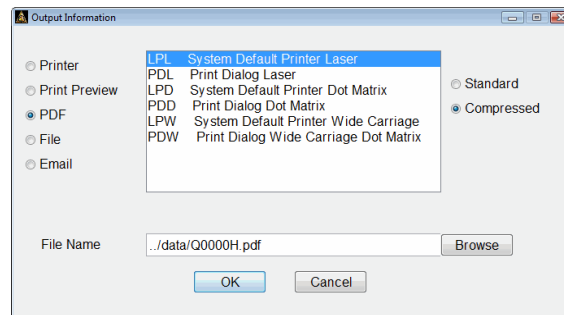 Output Information
Printer
Print Preview
PDF
File
Email
LPL System Default Printer Laser
PDL Print Dialog Laser
LPD System Default Printer Dot Matrix
PDD Print Dialog Dot Matrix
LPW System Default Printer Wide Carriage
PDW Print Dialog Wide Carriage Dot Matrix
Standard
Compressed
File Name ../data/Q0000H.pdf Browse
OK Cancel